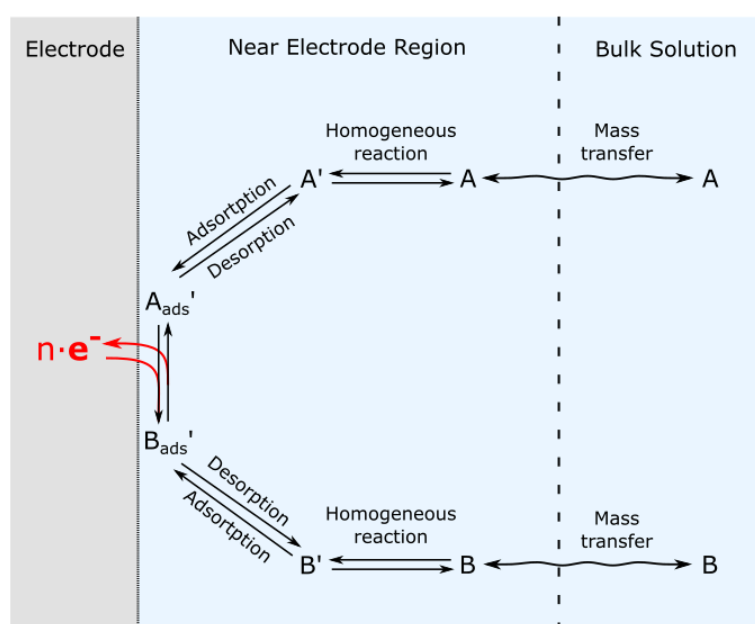 Electrode
Near Electrode Region
Bulk Solution
Homogeneous
reaction
Mass
transfer
A'
A
A
Adsortption
Desorption
Aads'
n·e-
Bads'
Desorption
Adsortption
Homogeneous
reaction
Mass
transfer
B'
B
B